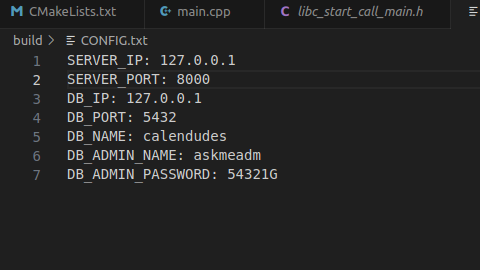 CMakeLists.txt main.cpp libc_start_call_main.h
build > CONFIG.txt
1 SERVER_IP: 127.0.0.1
2 SERVER_PORT: 8000
3 DB_IP: 127.0.0.1
4 DB_PORT: 5432
5 DB_NAME: calendudes
6 DB_ADMIN_NAME: askmeadm
7 DB_ADMIN_PASSWORD: 54321G